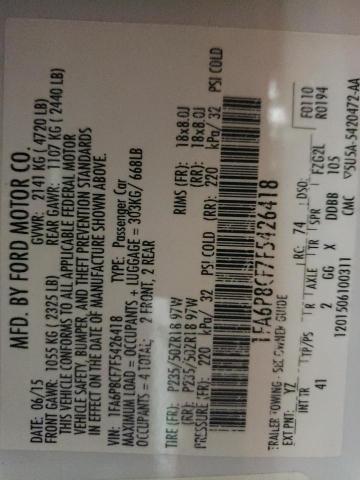 MFD. BY FORD MOTOR CO.
DATE: 06/15 GVWR: 2141 KG (4720 LB)
FRONT GAWR: 1055 KG (2325 LB) REAR GAWR: 1107 KG (2440 LB)
THIS VEHICLE CONFORMS TO ALL APPLICABLE FEDERAL MOTOR
VEHICLE SAFETY, BUMPER, AND THEFT PREVENTION STANDARDS
IN EFFECT ON THE DATE OF MANUFACTURE SHOWN ABOVE.
VIN: 1FA6P8CF7F5426418 TYPE: Passenger Car
MAXIMUM LOAD = OCCUPANTS + LUGGAGE = 303KG/ 668LB
OCCUPANTS = 4 TOTAL: 2 FRONT, 2 REAR
TIRE (FR): P235/50ZR18 97W RIMS (FR): 18x8.0J
(RR): P235/50ZR18 97W (RR): 18x8.0J
PRESSURE (FR): 220 kPa/ 32 PSI COLD (RR): 220 kPa/ 32 PSI COLD
1FA6P8CF7F5426418
TRAILER TOWING - SEE OWNER GUIDE
EXT PNT: YZ RC: 74 DSO: F0110
R0194
INT TR TP/PS R AXLE TR SPR FZG2L
41 2 GG X DDBB 105
1201506100311 CMC ▽5U5A-5420472-AA